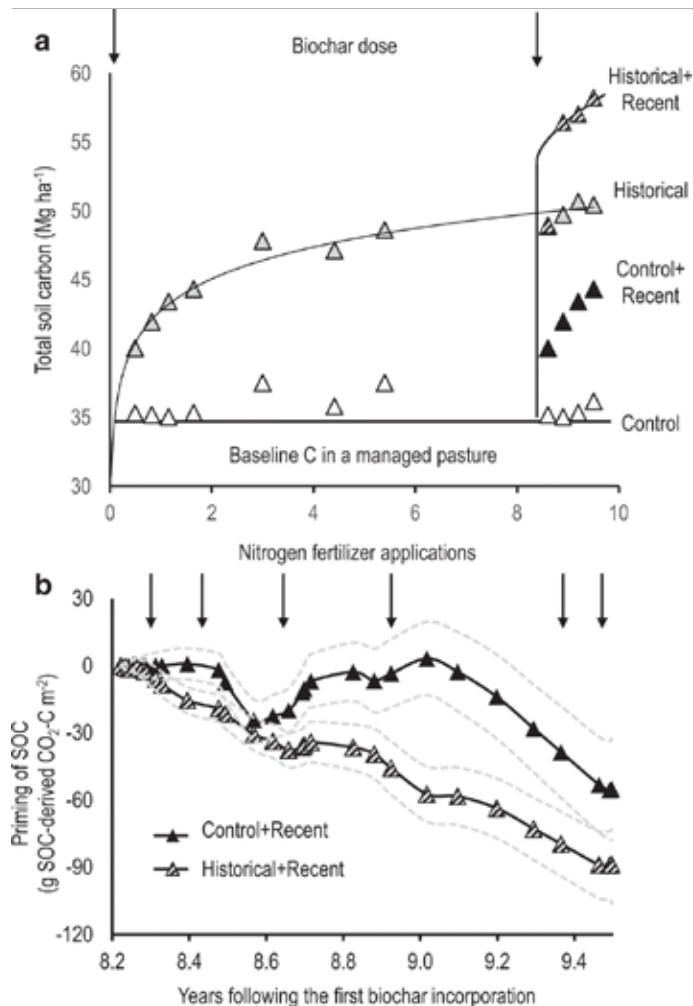 a
Biochar dose
Total soil carbon (Mg ha⁻¹)
60
55
50
45
40
35
30
Historical+
Recent
Historical
Control+
Recent
Control
Baseline C in a managed pasture
0
2
4
6
8
10
Nitrogen fertilizer applications
b
Priming of SOC
(g SOC-derived CO₂-C m⁻²)
30
0
-30
-60
-90
-120
Control+Recent
Historical+Recent
8.2
8.4
8.6
8.8
9.0
9.2
9.4
Years following the first biochar incorporation